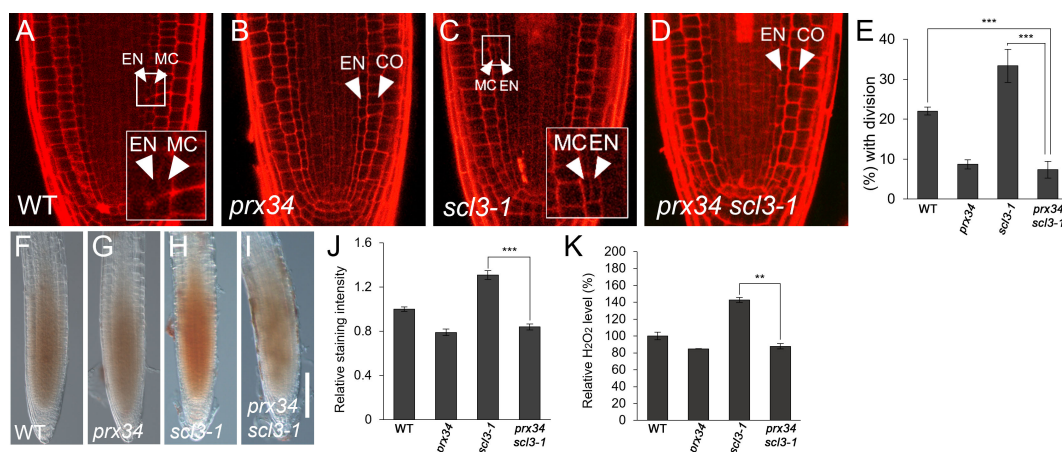 A
EN MC
EN MC
WT
B
EN CO
prx34
C
MC EN
MC EN
scl3-1
D
EN CO
prx34 scl3-1
E
(%) with division
50
40
30
20
10
0
***
***
WT
prx34
scl3-1
prx34
scl3-1
F
WT
G
prx34
H
scl3-1
I
prx34
scl3-1
J
Relative staining intensity
1.6
1.2
0.8
0.4
0
***
WT
prx34
scl3-1
prx34
scl3-1
K
Relative H2O2 level (%)
200
180
160
140
120
100
80
60
40
20
0
**
WT
prx34
scl3-1
prx34
scl3-1